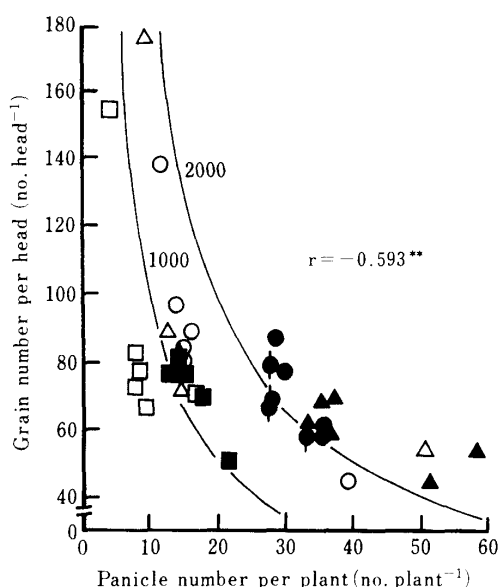 Grain number per head (no. head⁻¹)
180
160
140
120
100
80
60
40
0
2000
1000
r=−0.593**
0 10 20 30 40 50 60
Panicle number per plant (no. plant⁻¹)